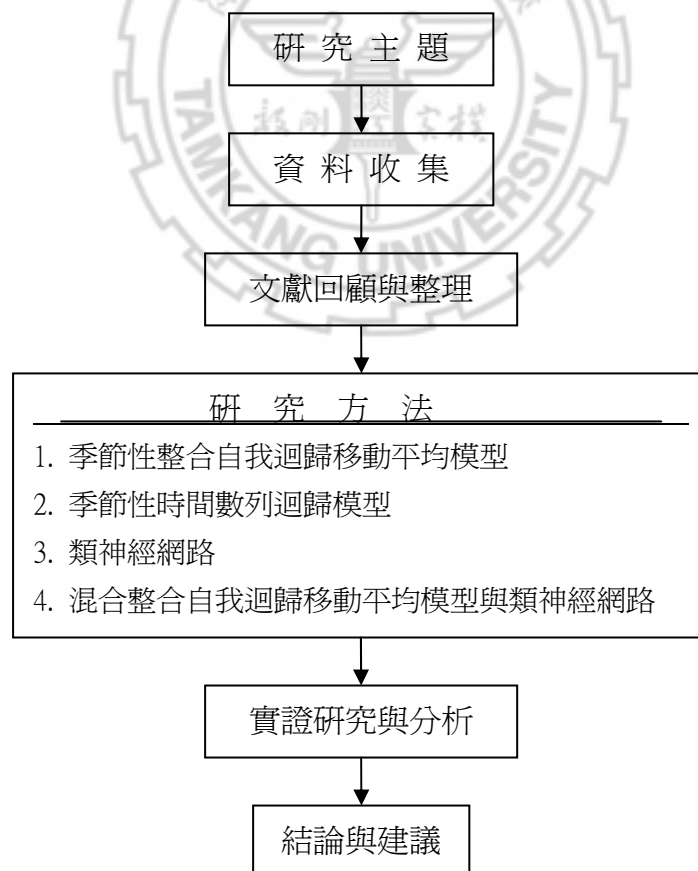 研 究 主 題
資 料 收 集
文獻回顧與整理
研 究 方 法
1. 季節性整合自我迴歸移動平均模型
2. 季節性時間數列迴歸模型
3. 類神經網路
4. 混合整合自我迴歸移動平均模型與類神經網路
實證研究與分析
結論與建議
TAMKANG UNIVERSITY